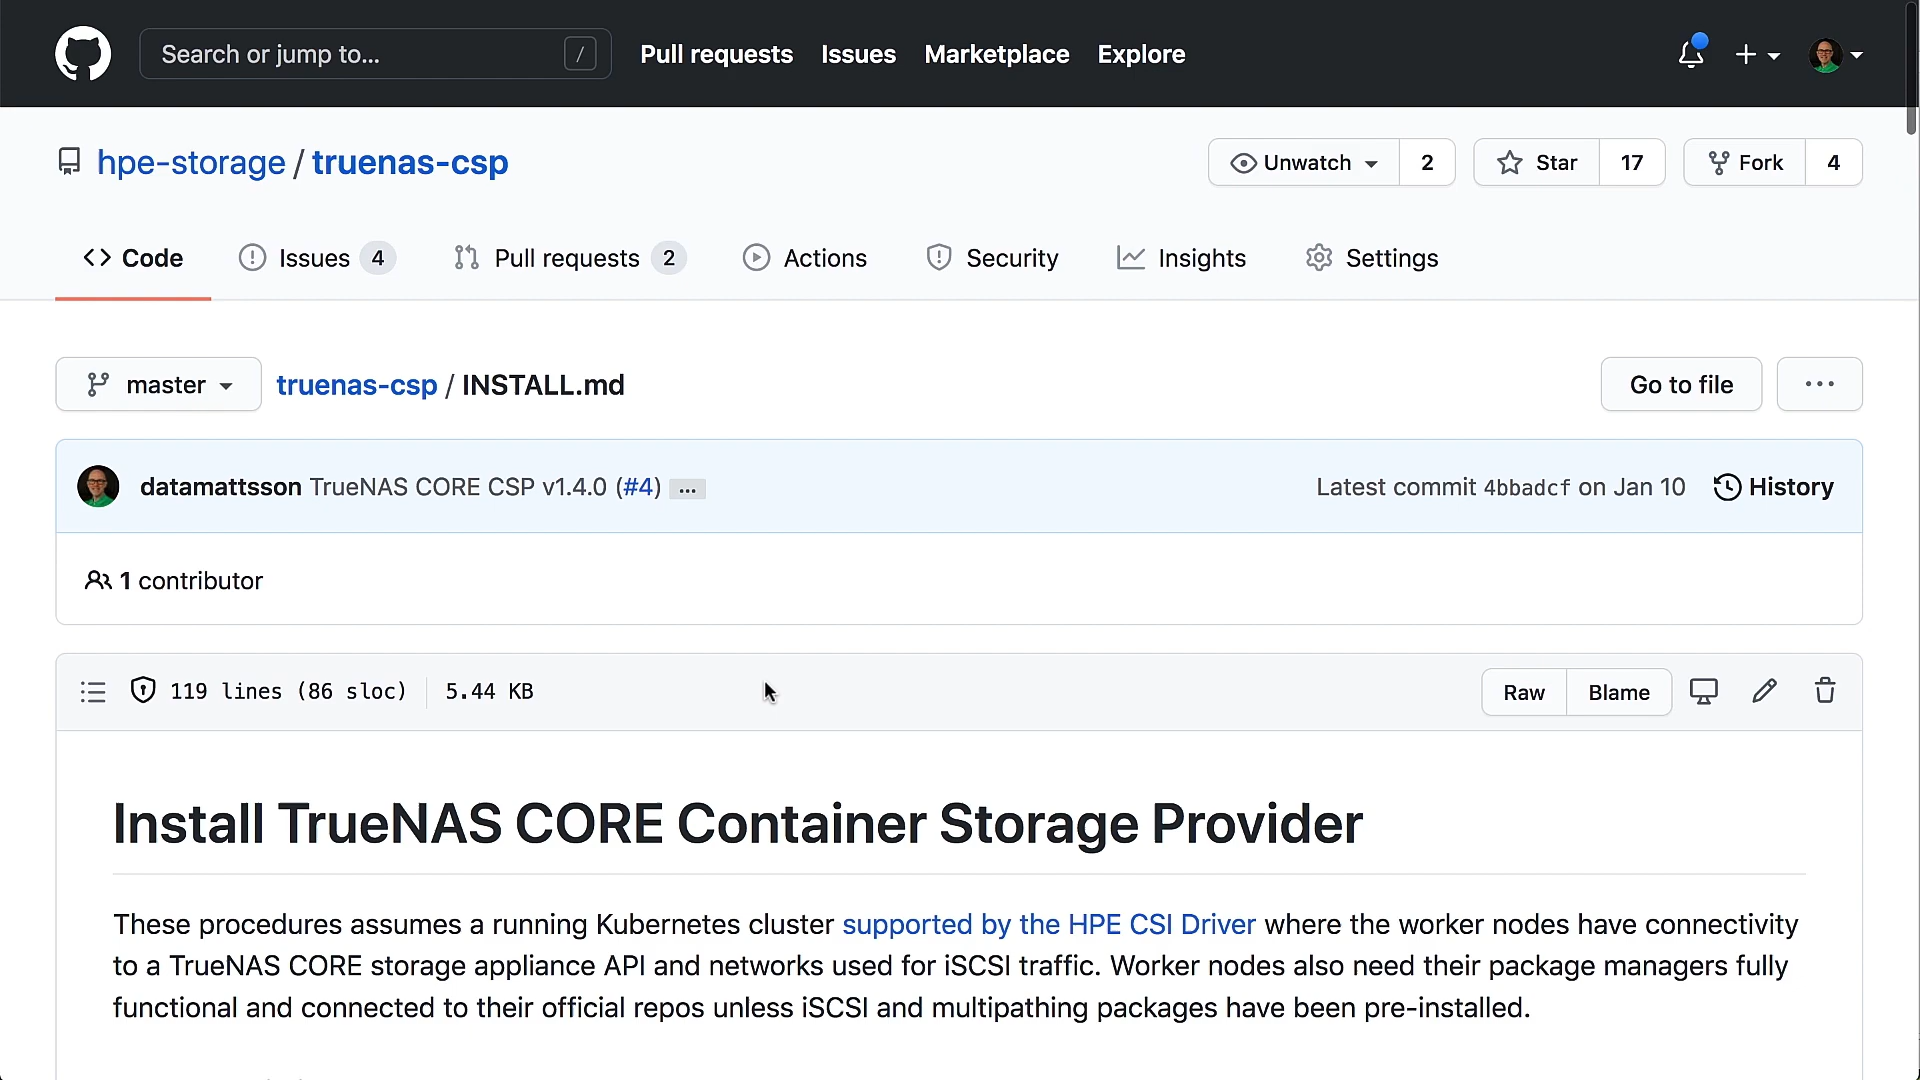 Search or jump to... /
Pull requests Issues Marketplace Explore
hpe-storage / truenas-csp
Unwatch 2 Star 17 Fork 4
Code Issues 4 Pull requests 2 Actions Security Insights Settings
master truenas-csp / INSTALL.md Go to file ...
datamattsson TrueNAS CORE CSP v1.4.0 (#4) ... Latest commit 4bbadcf on Jan 10 History
1 contributor
119 lines (86 sloc) 5.44 KB Raw Blame
Install TrueNAS CORE Container Storage Provider
These procedures assumes a running Kubernetes cluster supported by the HPE CSI Driver where the worker nodes have connectivity
to a TrueNAS CORE storage appliance API and networks used for iSCSI traffic. Worker nodes also need their package managers fully
functional and connected to their official repos unless iSCSI and multipathing packages have been pre-installed.